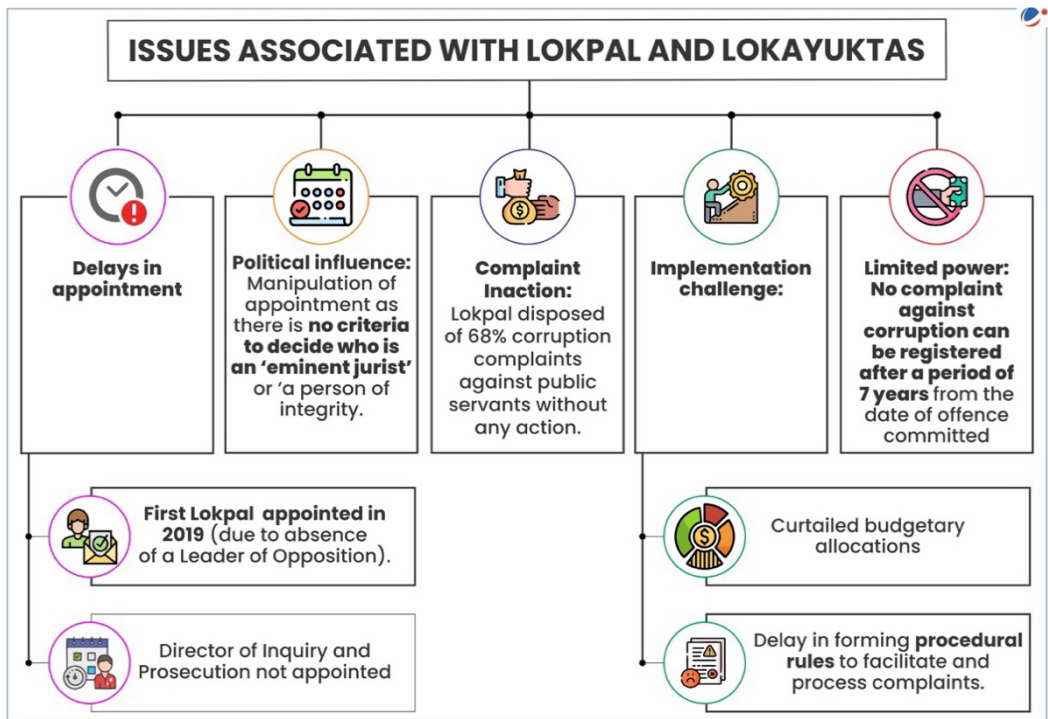 ISSUES ASSOCIATED WITH LOKPAL AND LOKAYUKTAS
Delays in
appointment
Political influence:
Manipulation of
appointment as
there is no criteria
to decide who is
an ‘eminent jurist’
or ‘a person of
integrity.
Complaint
Inaction:
Lokpal disposed
of 68% corruption
complaints
against public
servants without
any action.
Implementation
challenge:
Limited power:
No complaint
against
corruption can
be registered
after a period of
7 years from the
date of offence
committed
First Lokpal appointed in
2019 (due to absence
of a Leader of Opposition).
Director of Inquiry and
Prosecution not appointed
Curtailed budgetary
allocations
Delay in forming procedural
rules to facilitate and
process complaints.